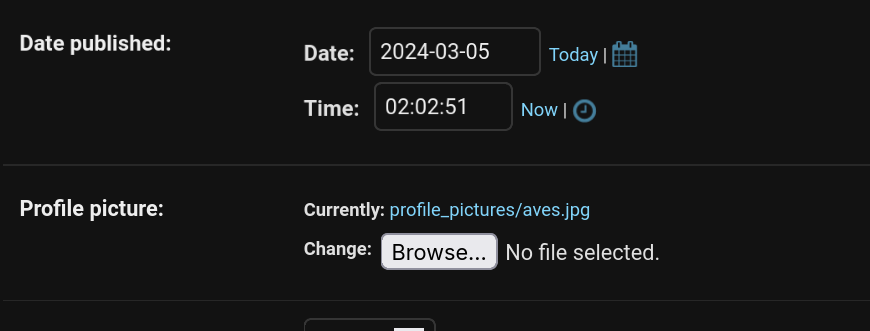 Date published:
Date: 2024-03-05 Today |
Time: 02:02:51 Now |
Profile picture:
Currently: profile_pictures/aves.jpg
Change: Browse... No file selected.